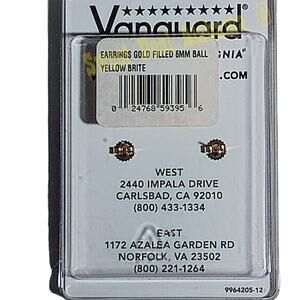 Vanguard®
EARRINGS GOLD FILLED 6MM BALL
YELLOW BRITE
NIA
.COM
0 24768 59395 6
WEST
2440 IMPALA DRIVE
CARLSBAD, CA 92010
(800) 433-1334
EAST
1172 AZALEA GARDEN RD
NORFOLK, VA 23502
(800) 221-1264
9964205-12